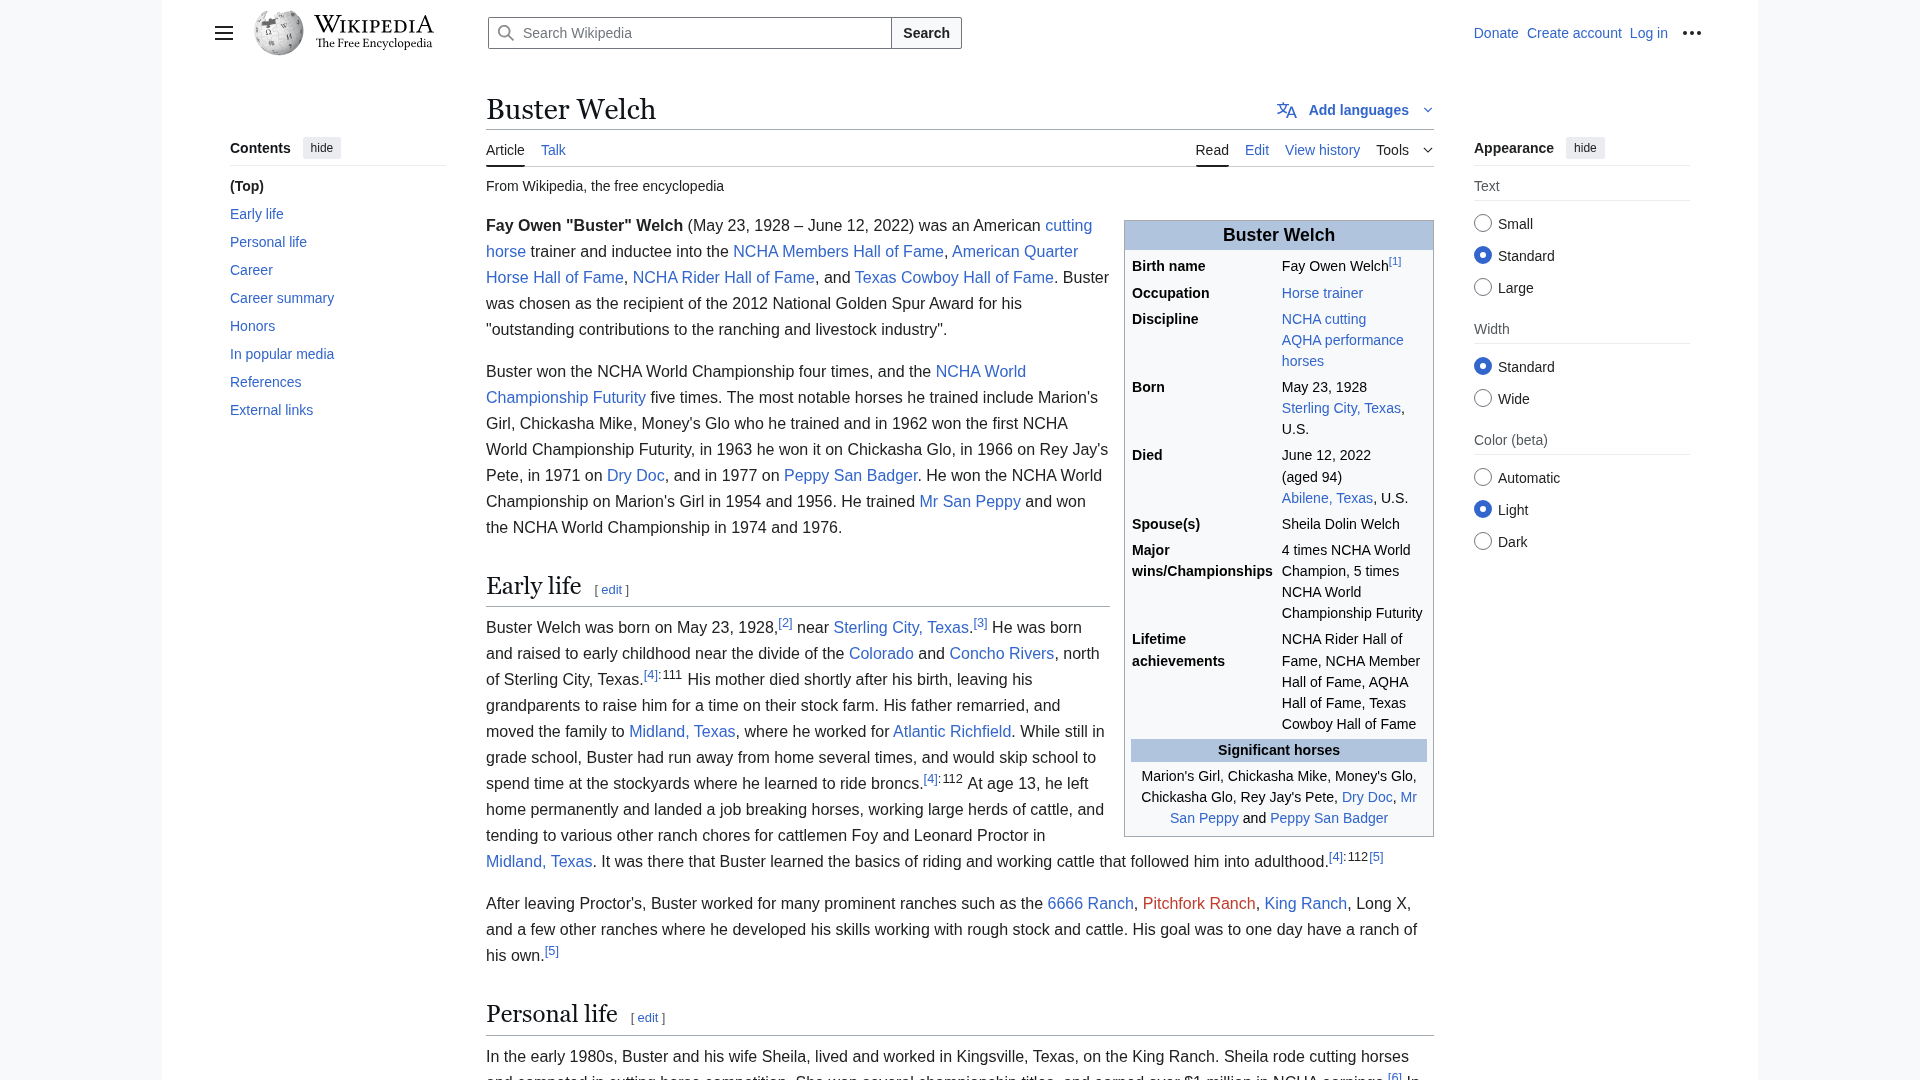 WIKIPEDIA
The Free Encyclopedia
Search Wikipedia
Search
Donate Create account Log in
Buster Welch
Add languages
Contents hide
(Top)
Early life
Personal life
Career
Career summary
Honors
In popular media
References
External links
Article Talk
Read Edit View history Tools
From Wikipedia, the free encyclopedia
Fay Owen "Buster" Welch (May 23, 1928 – June 12, 2022) was an American cutting
horse trainer and inductee into the NCHA Members Hall of Fame, American Quarter
Horse Hall of Fame, NCHA Rider Hall of Fame, and Texas Cowboy Hall of Fame. Buster
was chosen as the recipient of the 2012 National Golden Spur Award for his
"outstanding contributions to the ranching and livestock industry".
Buster won the NCHA World Championship four times, and the NCHA World
Championship Futurity five times. The most notable horses he trained include Marion's
Girl, Chickasha Mike, Money's Glo who he trained and in 1962 won the first NCHA
World Championship Futurity, in 1963 he won it on Chickasha Glo, in 1966 on Rey Jay's
Pete, in 1971 on Dry Doc, and in 1977 on Peppy San Badger. He won the NCHA World
Championship on Marion's Girl in 1954 and 1956. He trained Mr San Peppy and won
the NCHA World Championship in 1974 and 1976.
Buster Welch
Birth name Fay Owen Welch[1]
Occupation Horse trainer
Discipline NCHA cutting
AQHA performance
horses
Born May 23, 1928
Sterling City, Texas,
U.S.
Died June 12, 2022
(aged 94)
Abilene, Texas, U.S.
Spouse(s) Sheila Dolin Welch
Major 4 times NCHA World
wins/Championships Champion, 5 times
NCHA World
Championship Futurity
Lifetime NCHA Rider Hall of
achievements Fame, NCHA Member
Hall of Fame, AQHA
Hall of Fame, Texas
Cowboy Hall of Fame
Significant horses
Marion's Girl, Chickasha Mike, Money's Glo,
Chickasha Glo, Rey Jay's Pete, Dry Doc, Mr
San Peppy and Peppy San Badger
Early life [ edit ]
Buster Welch was born on May 23, 1928,[2] near Sterling City, Texas.[3] He was born
and raised to early childhood near the divide of the Colorado and Concho Rivers, north
of Sterling City, Texas.[4]:111 His mother died shortly after his birth, leaving his
grandparents to raise him for a time on their stock farm. His father remarried, and
moved the family to Midland, Texas, where he worked for Atlantic Richfield. While still in
grade school, Buster had run away from home several times, and would skip school to
spend time at the stockyards where he learned to ride broncs.[4]:112 At age 13, he left
home permanently and landed a job breaking horses, working large herds of cattle, and
tending to various other ranch chores for cattlemen Foy and Leonard Proctor in
Midland, Texas. It was there that Buster learned the basics of riding and working cattle that followed him into adulthood.[4]:112[5]
After leaving Proctor's, Buster worked for many prominent ranches such as the 6666 Ranch, Pitchfork Ranch, King Ranch, Long X,
and a few other ranches where he developed his skills working with rough stock and cattle. His goal was to one day have a ranch of
his own.[5]
Personal life [ edit ]
In the early 1980s, Buster and his wife Sheila, lived and worked in Kingsville, Texas, on the King Ranch. Sheila rode cutting horses
and competed in cutting horse competition. She won several championship titles, and earned over $1 million in NCHA earnings.[6] In
Appearance hide
Text
Small
Standard
Large
Width
Standard
Wide
Color (beta)
Automatic
Light
Dark